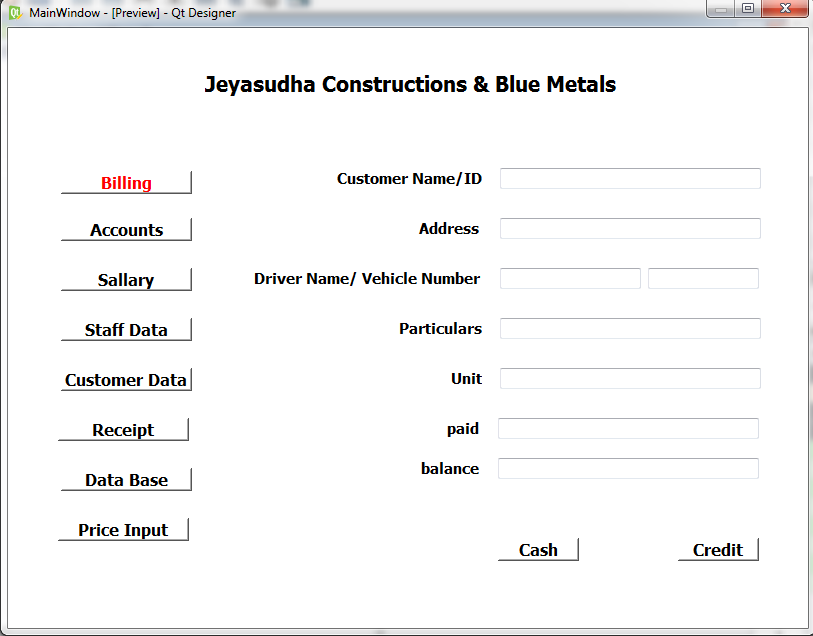 MainWindow - [Preview] - Qt Designer
Jeyasudha Constructions & Blue Metals
Billing
Accounts
Sallary
Staff Data
Customer Data
Receipt
Data Base
Price Input
Customer Name/ID
Address
Driver Name/ Vehicle Number
Particulars
Unit
paid
balance
Cash
Credit